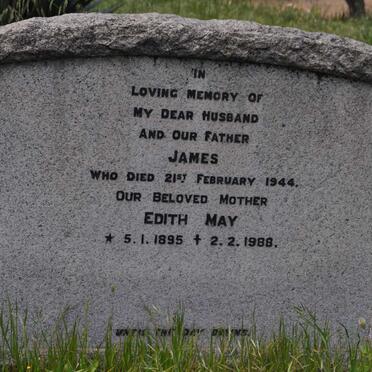 IN
LOVING MEMORY OF
MY DEAR HUSBAND
AND OUR FATHER
JAMES
WHO DIED 21ST FEBRUARY 1944.
OUR BELOVED MOTHER
EDITH MAY
★ 5.1.1895 ✝ 2.2.1988.
UNTIL THE DAY DAWNS.